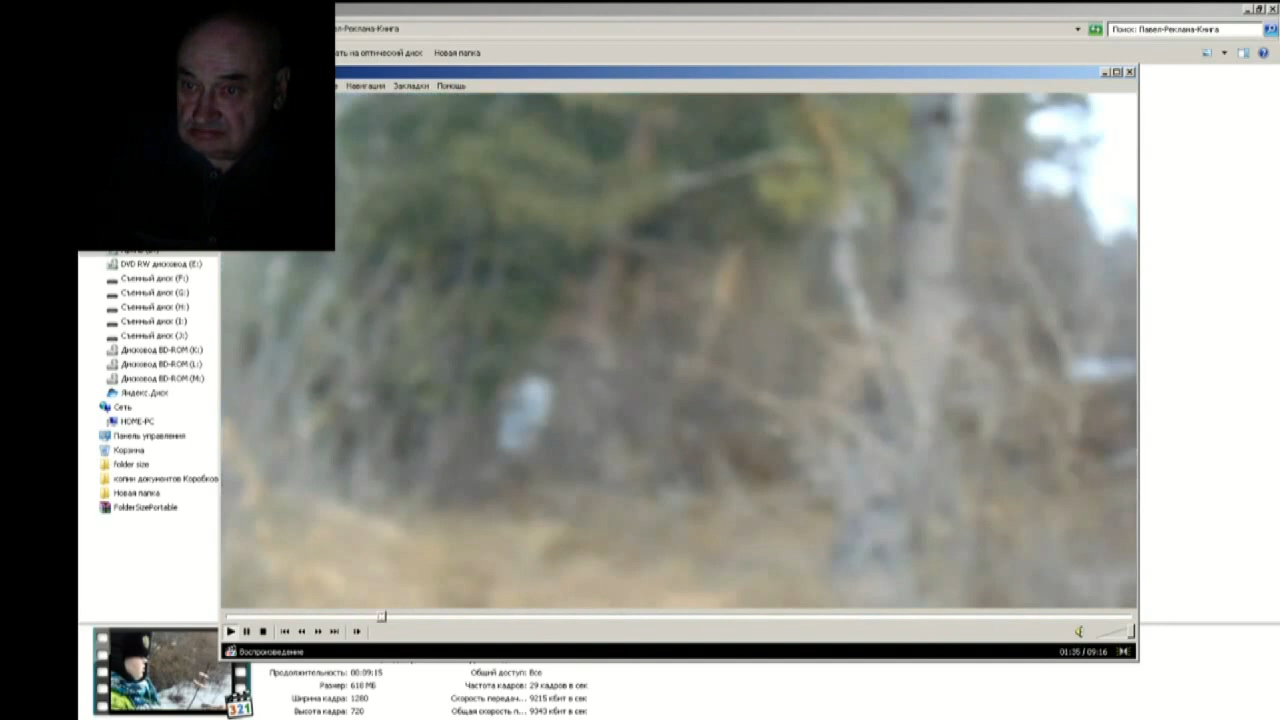 ел-Реклана-Книга
Поиск: Павел-Реклана-Книга
ать на оптический диск Новая папка
Навигация Закладки Помощь
DVD RW дисковод (E:)
Съемный диск (F:)
Съемный диск (G:)
Съемный диск (H:)
Съемный диск (I:)
Съемный диск (J:)
Дисковод BD-ROM (K:)
Дисковод BD-ROM (L:)
Дисковод BD-ROM (M:)
Яндекс.Диск
Сеть
HOME-PC
Панель управления
Корзина
folder size
копии документов Коробков
Новая папка
FolderSizePortable
Воспроизведение
01:35 / 09:16
Продолжительность: 00:09:15
Общий доступ: Все
Размер: 618 МБ
Частота кадров: 29 кадров в сек
Ширина кадра: 1280
Скорость передач... 9215 кбит в сек
Высота кадра: 720
Общая скорость п... 9343 кбит в сек
321